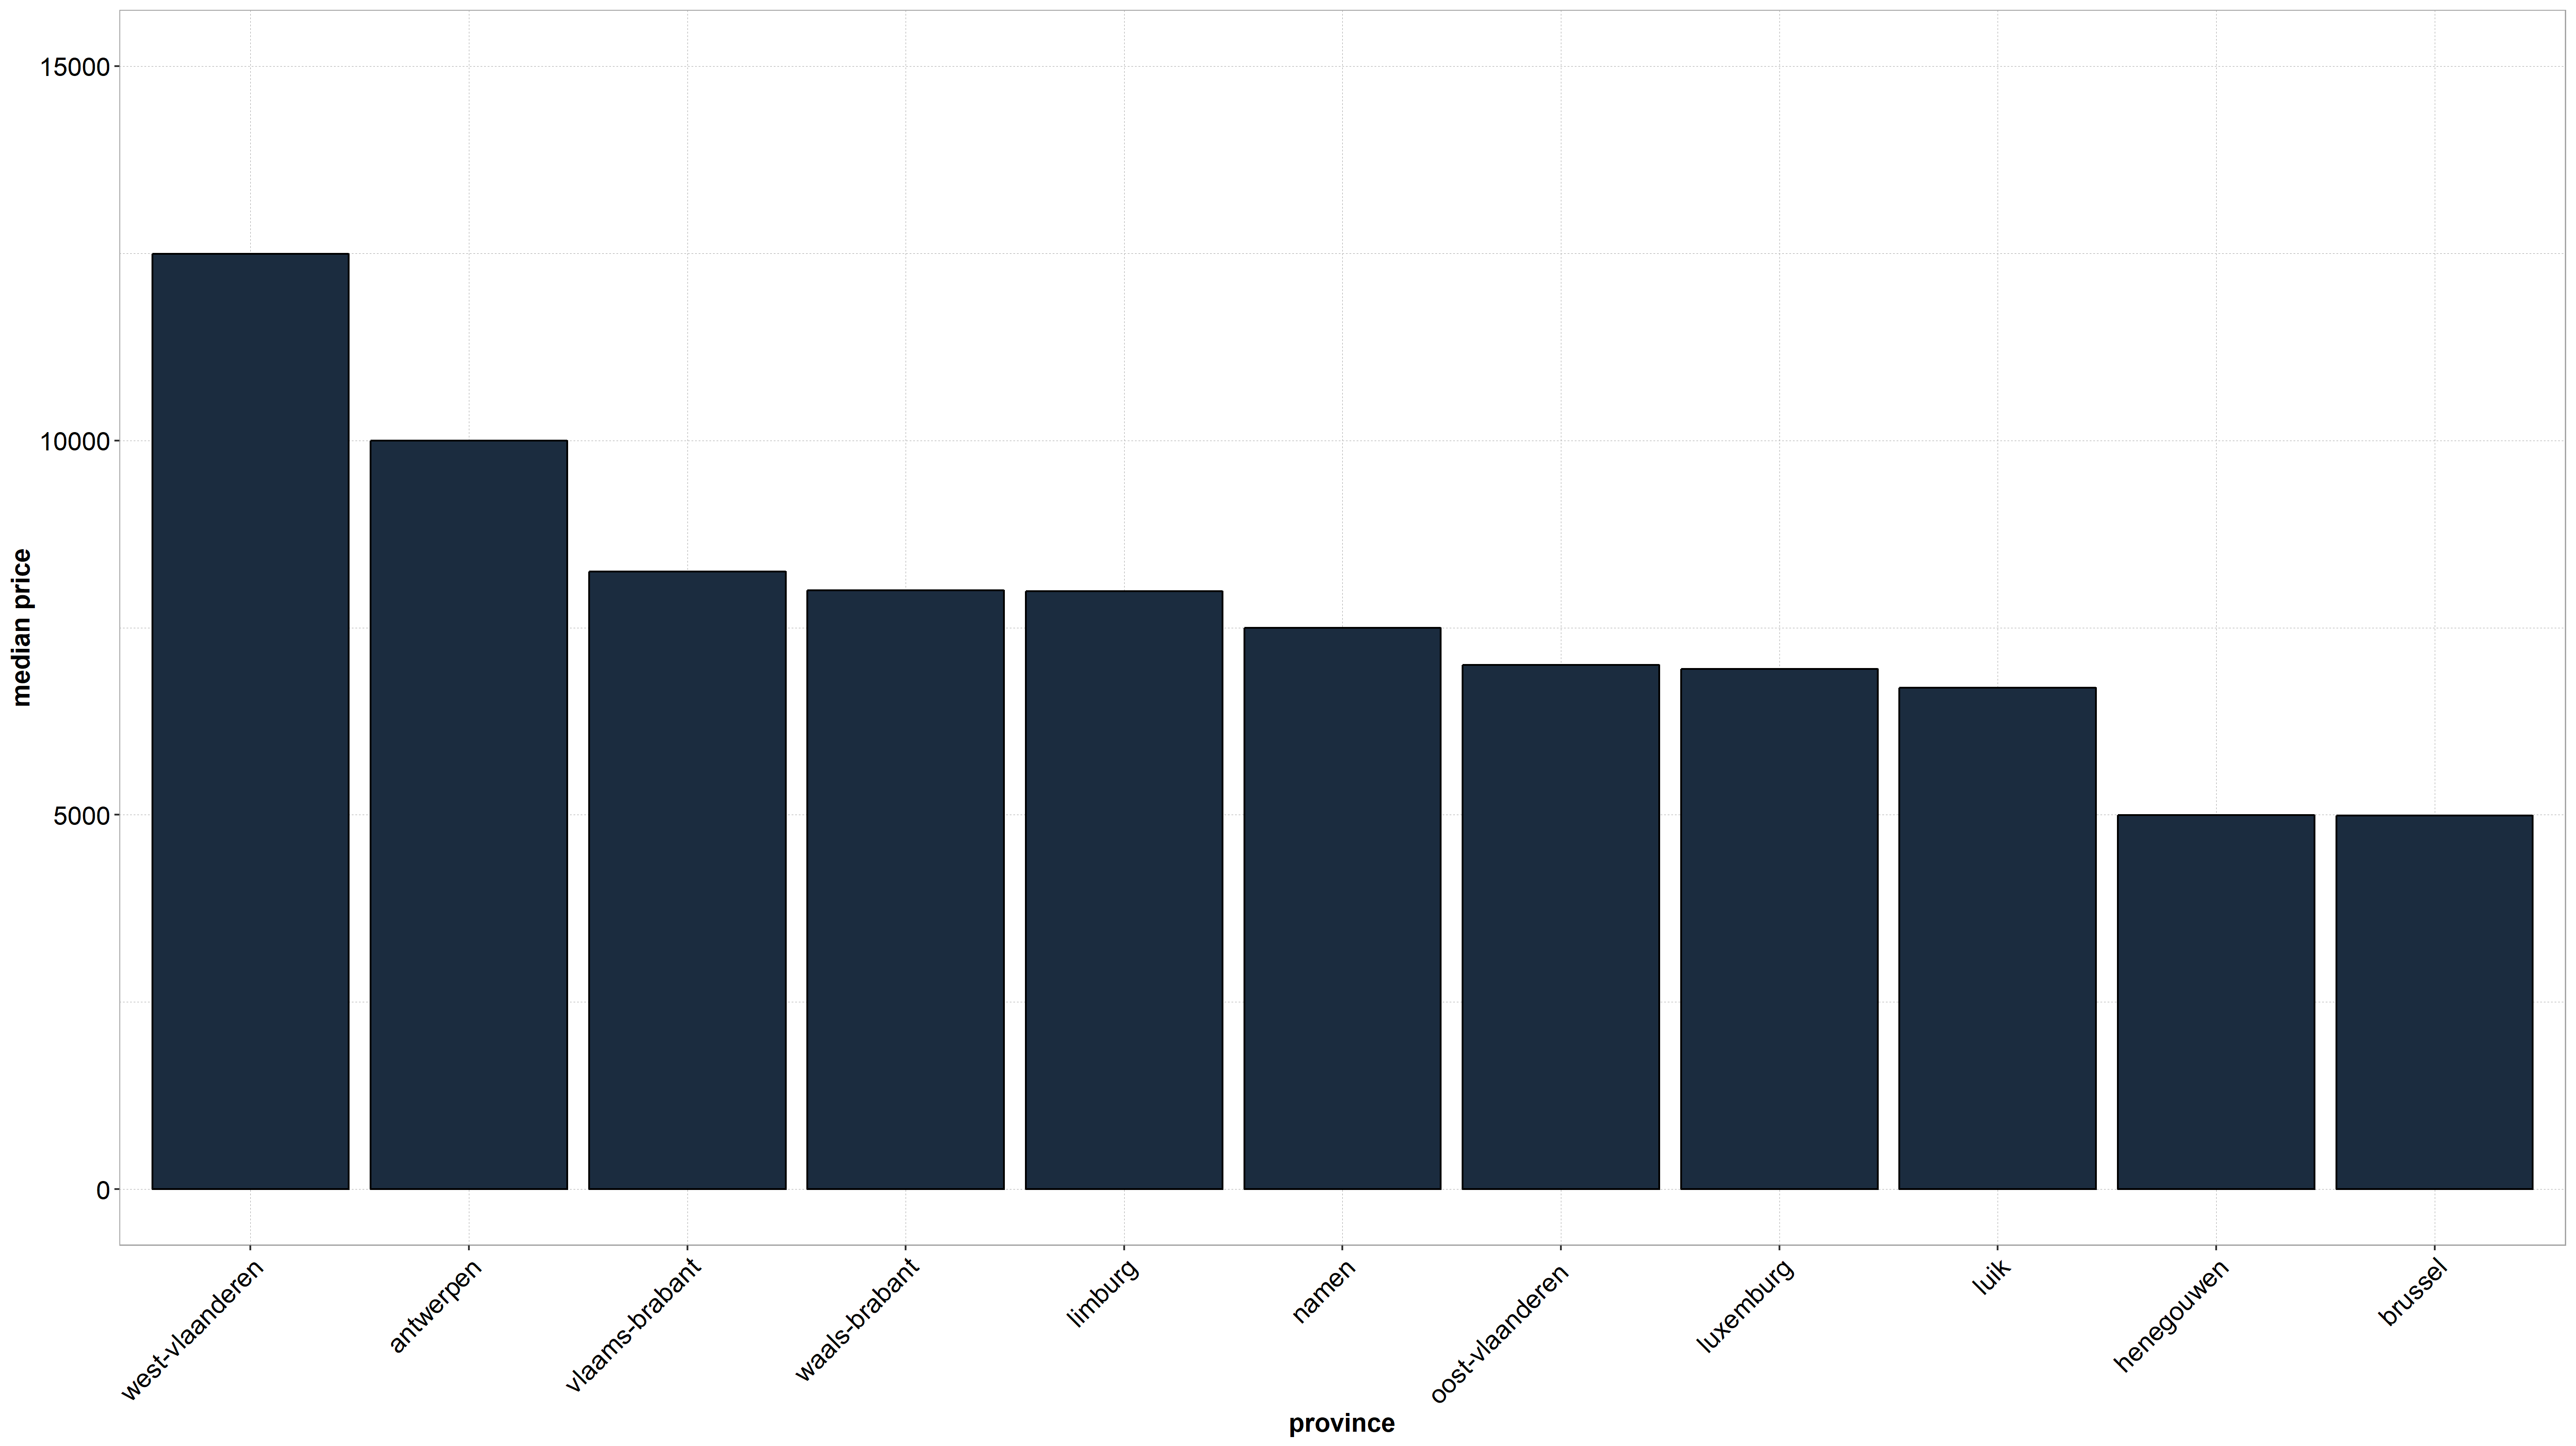 median price
15000
10000
5000
0
west-vlaanderen
antwerpen
vlaams-brabant
waals-brabant
limburg
namen
oost-vlaanderen
luxemburg
luik
henegouwen
brussel
province